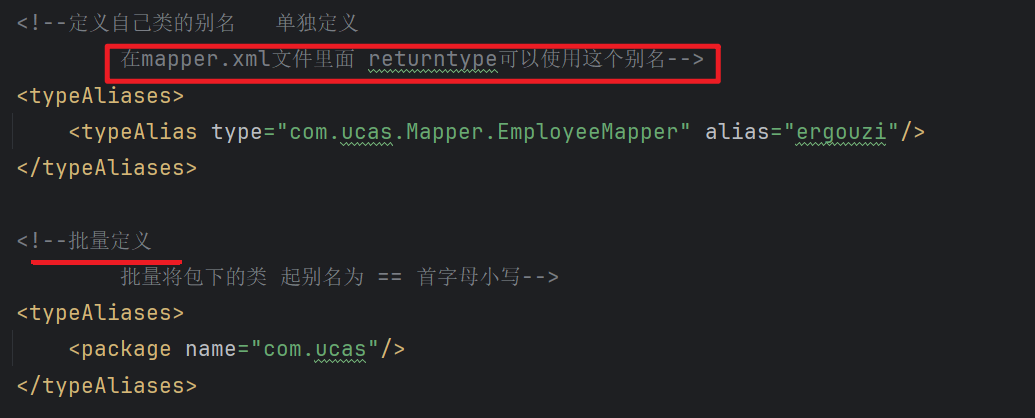 <!--定义自己类的别名   单独定义
在mapper.xml文件里面 returntype可以使用这个别名-->
<typeAliases>
<typeAlias type="com.ucas.Mapper.EmployeeMapper" alias="ergouzi"/>
</typeAliases>
<!--批量定义
批量将包下的类 起别名为 == 首字母小写-->
<typeAliases>
<package name="com.ucas"/>
</typeAliases>